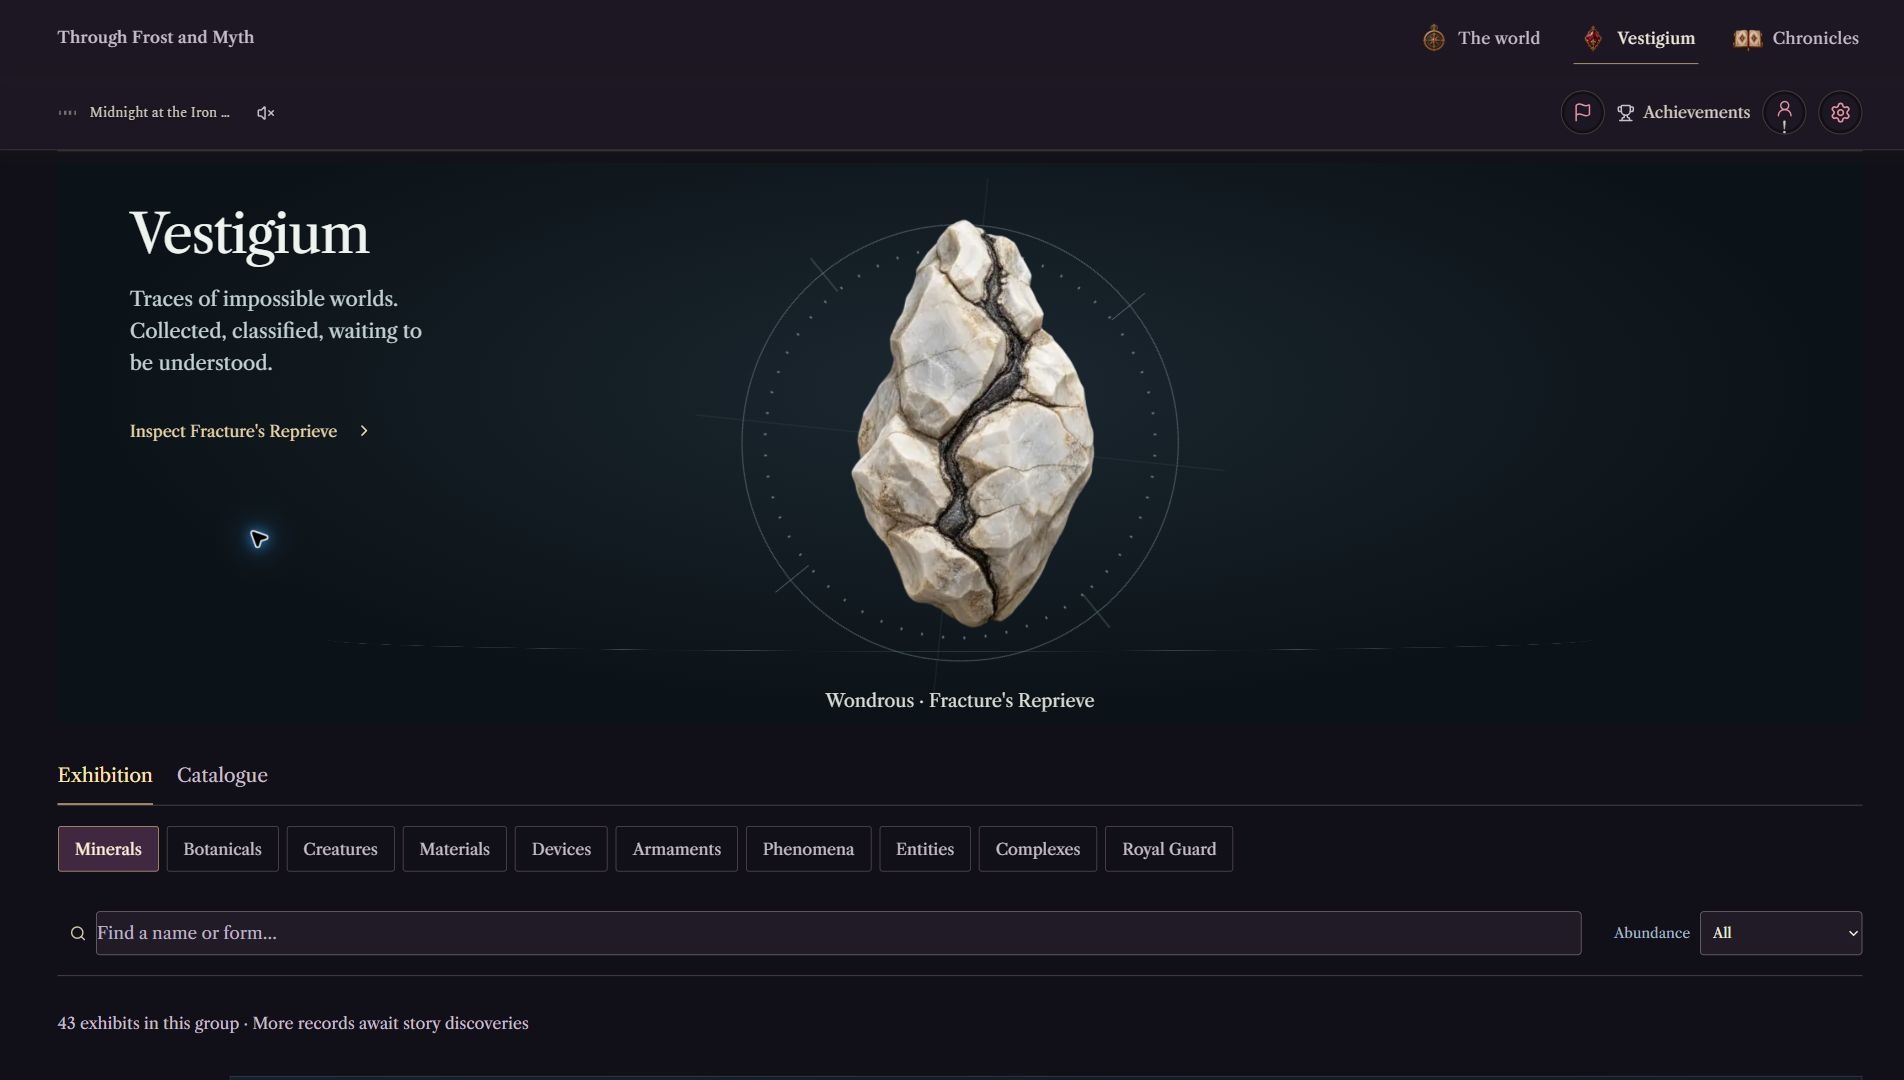 Through Frost and Myth
The world
Vestigium
Chronicles
Midnight at the Iron ...
Achievements
!
Vestigium
Traces of impossible worlds.
Collected, classified, waiting to
be understood.
Inspect Fracture's Reprieve
Wondrous · Fracture's Reprieve
Exhibition
Catalogue
Minerals
Botanicals
Creatures
Materials
Devices
Armaments
Phenomena
Entities
Complexes
Royal Guard
Find a name or form...
Abundance
All
43 exhibits in this group · More records await story discoveries